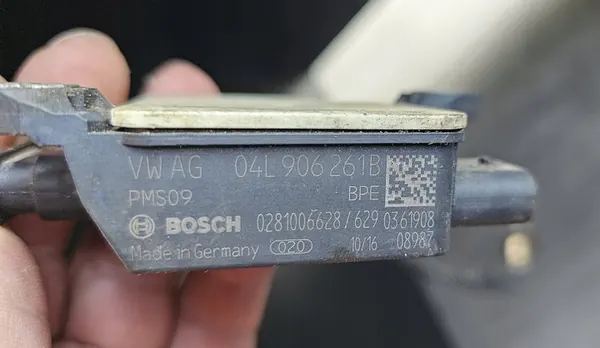 VW AG 04L 906 261B
PMS09 BPE
BOSCH 0281006628/629 0361908
Made in Germany 020 10/16 08987